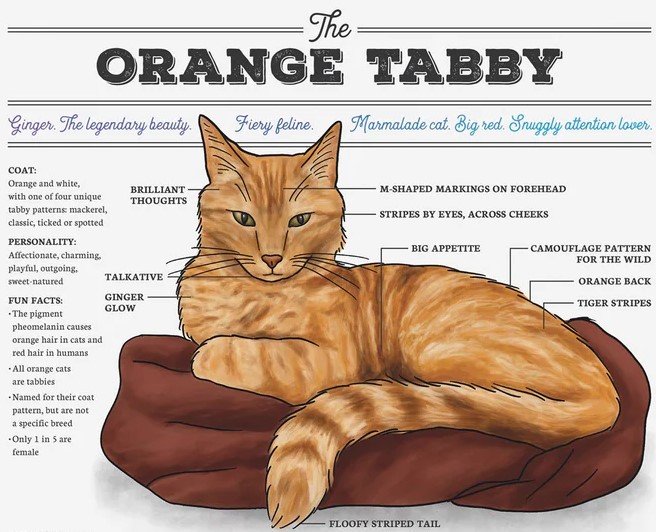 The
ORANGE TABBY
Ginger. The legendary beauty. Fiery feline. Marmalade cat. Big red. Snuggly attention lover.
COAT:
Orange and white,
with one of four unique
tabby patterns: mackerel,
classic, ticked or spotted
PERSONALITY:
Affectionate, charming,
playful, outgoing,
sweet-natured
FUN FACTS:
• The pigment
pheomelanin causes
orange hair in cats and
red hair in humans
• All orange cats
are tabbies
• Named for their coat
pattern, but are not
a specific breed
• Only 1 in 5 are
female
BRILLIANT
THOUGHTS
TALKATIVE
GINGER
GLOW
M-SHAPED MARKINGS ON FOREHEAD
STRIPES BY EYES, ACROSS CHEEKS
BIG APPETITE
CAMOUFLAGE PATTERN
FOR THE WILD
ORANGE BACK
TIGER STRIPES
FLOOFY STRIPED TAIL